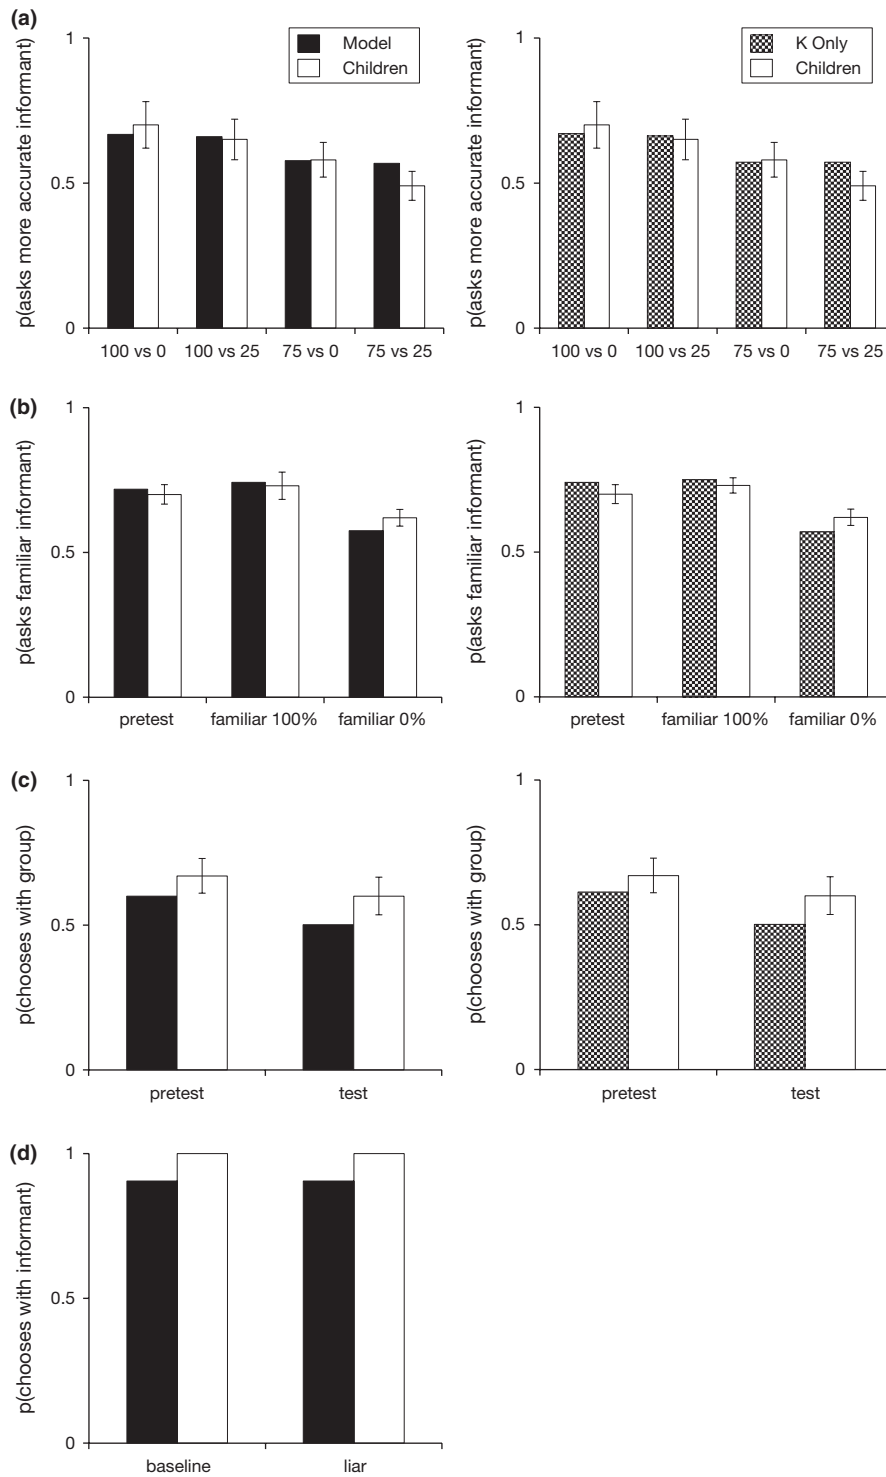 (a)
p(asks more accurate informant)
1
0.5
0
Model
Children
100 vs 0
100 vs 25
75 vs 0
75 vs 25
p(asks more accurate informant)
1
0.5
0
K Only
Children
100 vs 0
100 vs 25
75 vs 0
75 vs 25
(b)
p(asks familiar informant)
1
0.5
0
pretest
familiar 100%
familiar 0%
p(asks familiar informant)
1
0.5
0
pretest
familiar 100%
familiar 0%
(c)
p(chooses with group)
1
0.5
0
pretest
test
p(chooses with group)
1
0.5
0
pretest
test
(d)
p(chooses with informant)
1
0.5
0
baseline
liar